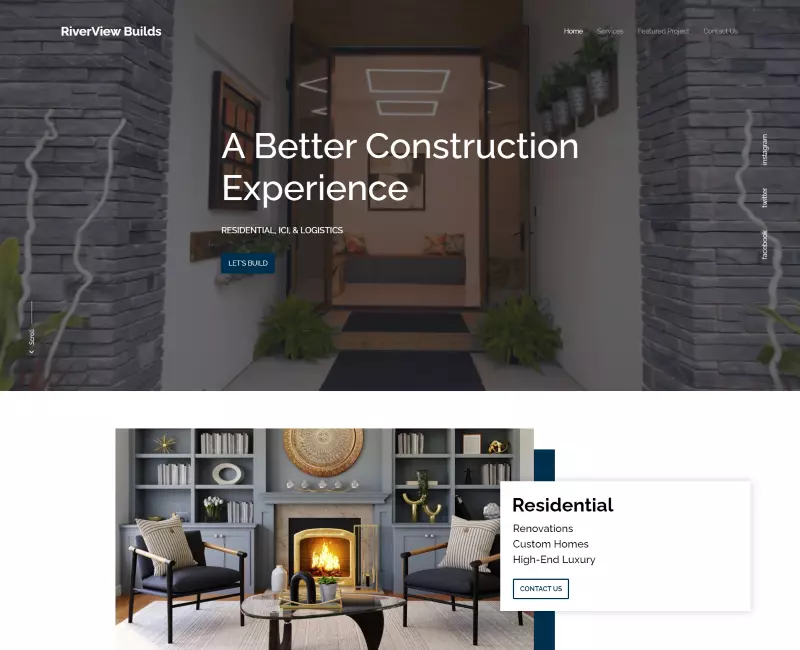 RiverView Builds
Home Services Featured Project Contact Us
A Better Construction
Experience
RESIDENTIAL, ICI, & LOGISTICS
LET'S BUILD
instagram
twitter
facebook
Scroll
Residential
Renovations
Custom Homes
High-End Luxury
CONTACT US